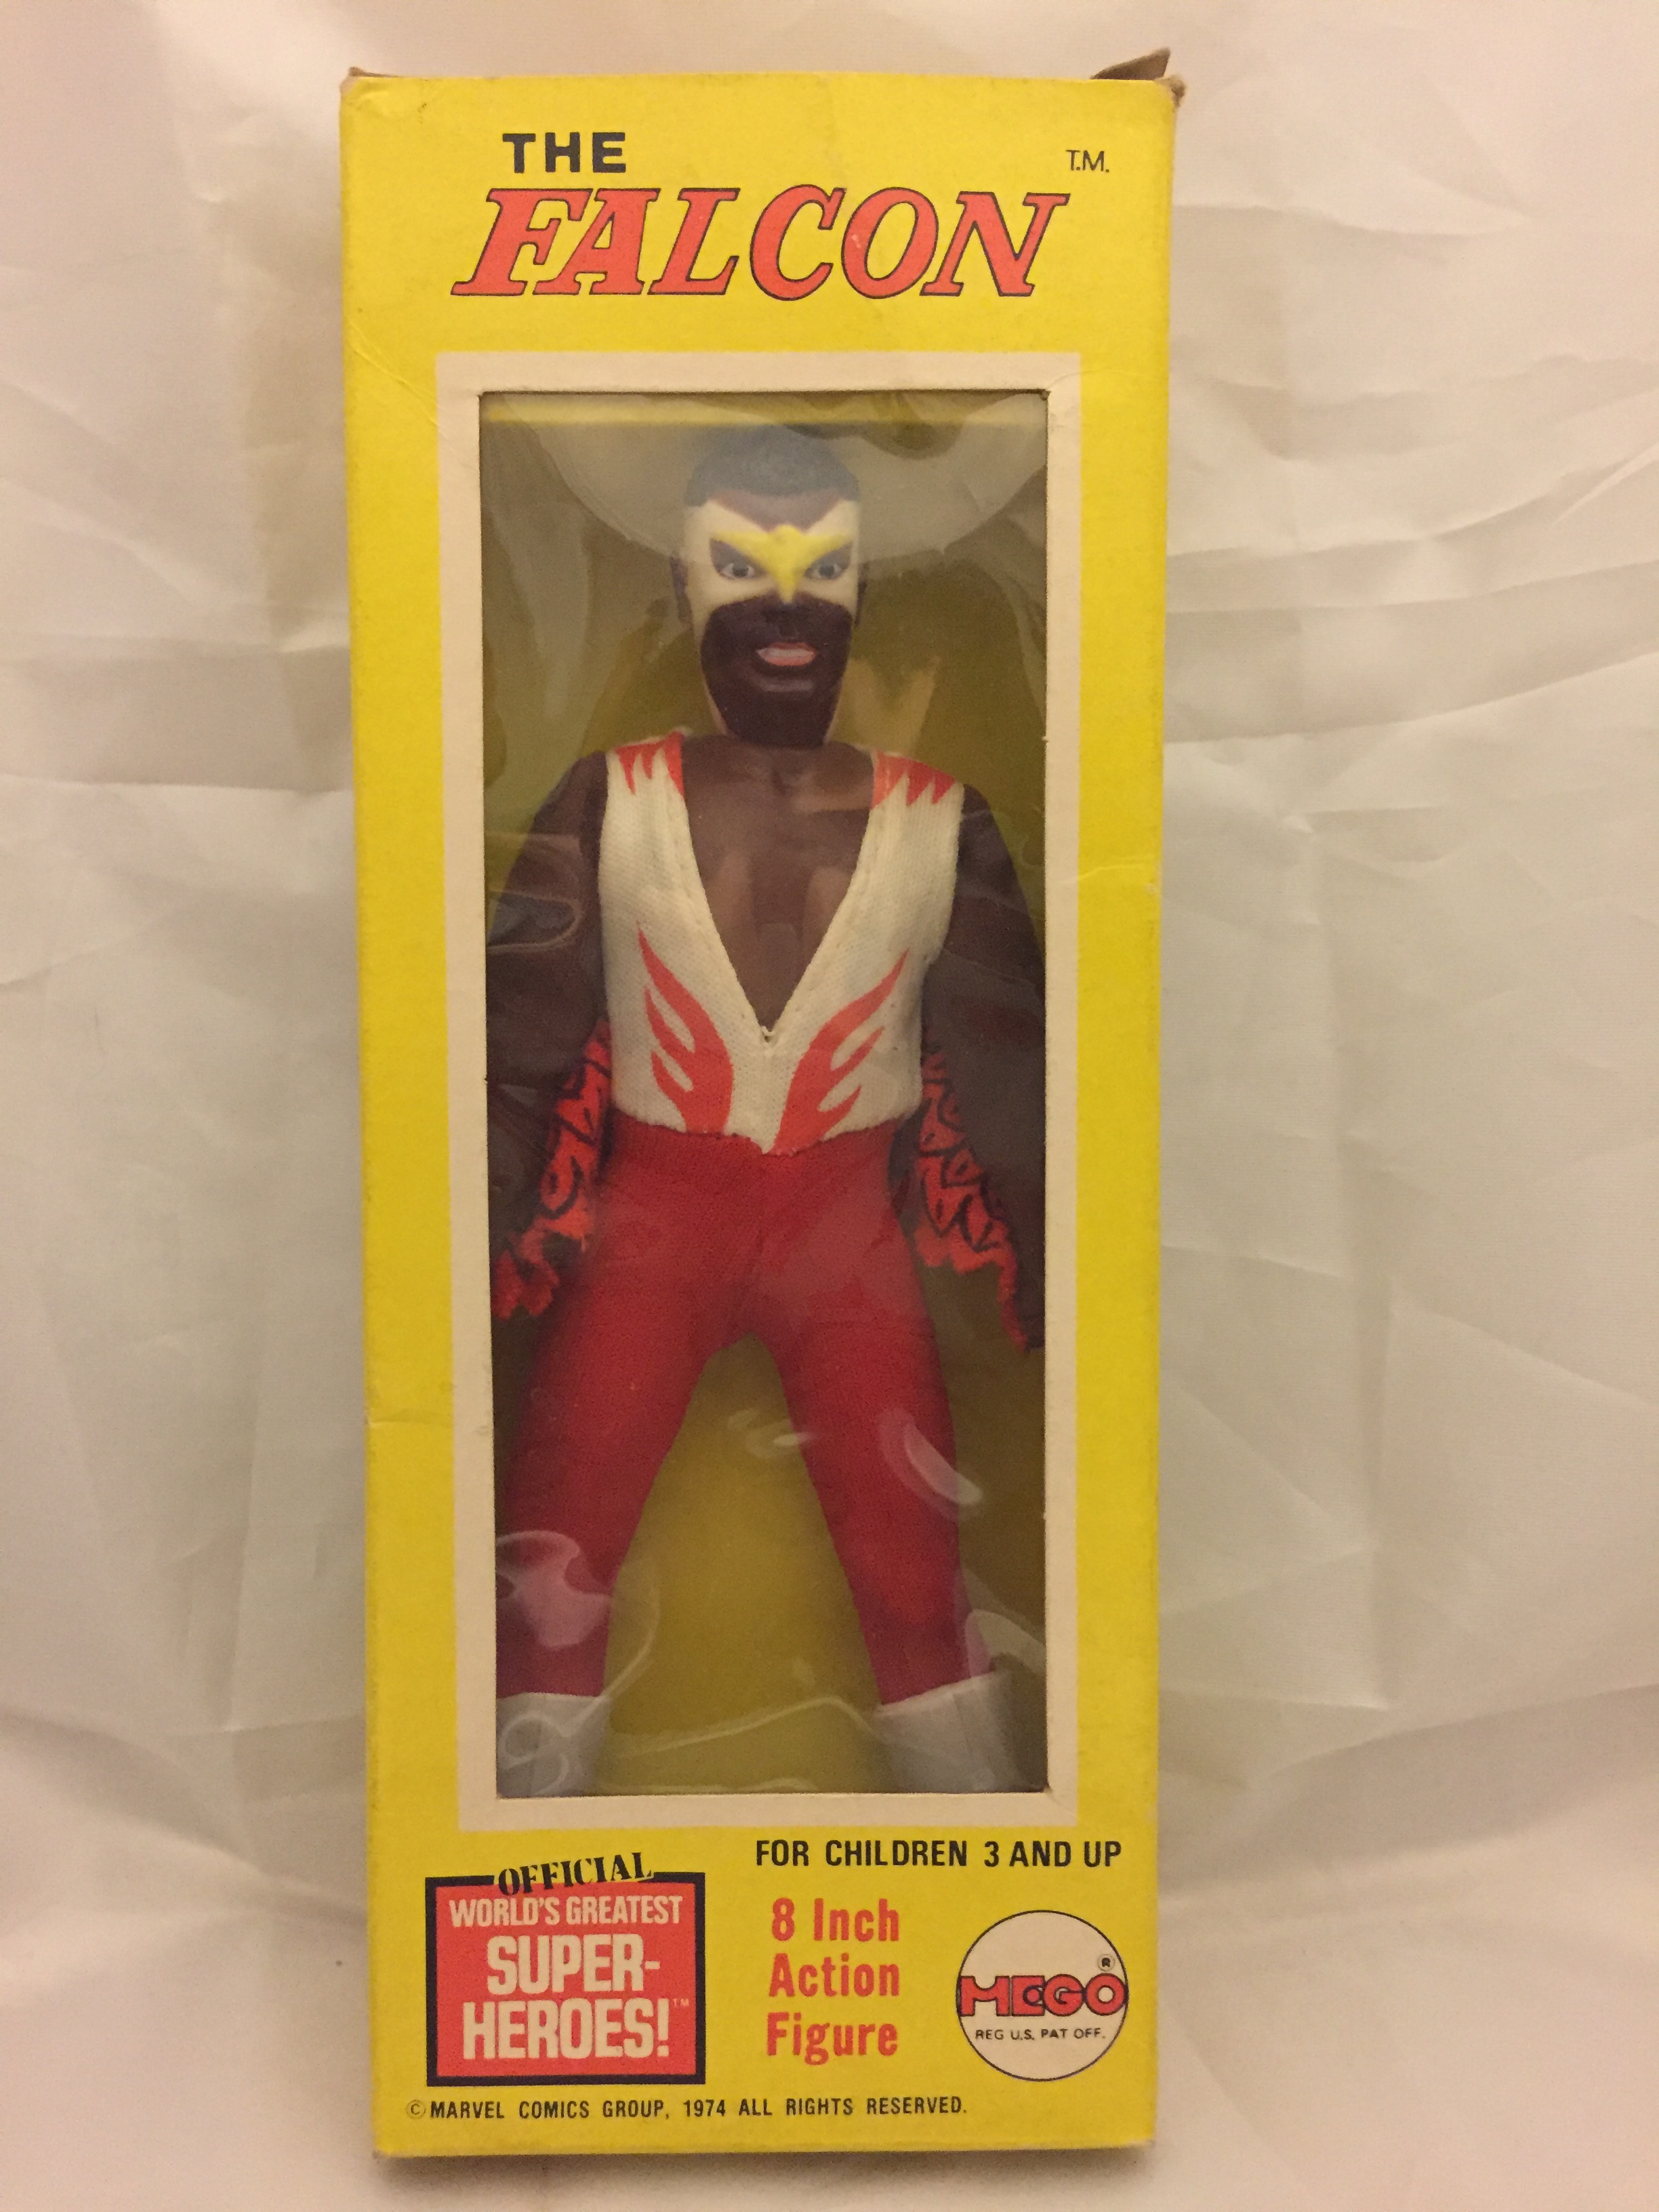 THE
FALCON
T.M.
FOR CHILDREN 3 AND UP
OFFICIAL
WORLD'S GREATEST
SUPER-
HEROES!™
8 Inch
Action
Figure
MEGO®
REG U.S. PAT OFF.
©MARVEL COMICS GROUP, 1974 ALL RIGHTS RESERVED.